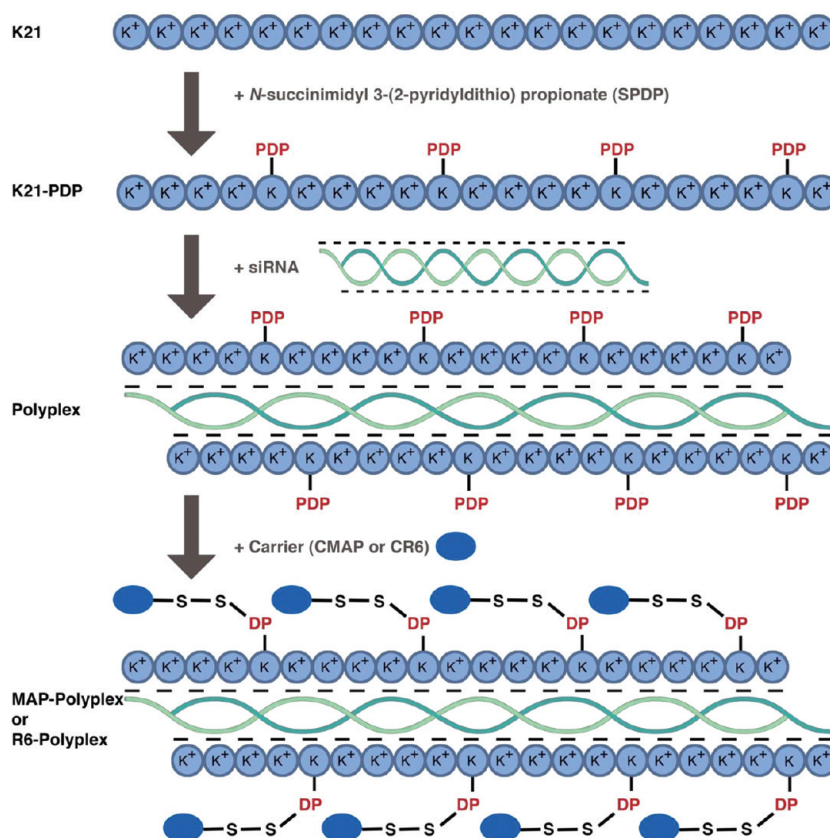 K21 K+ K+ K+ K+ K+ K+ K+ K+ K+ K+ K+ K+ K+ K+ K+ K+ K+ K+ K+ K+ K+
+ N-succinimidyl 3-(2-pyridyldithio) propionate (SPDP)
PDP PDP PDP PDP
K21-PDP K+ K+ K+ K+ K K+ K+ K+ K+ K K+ K+ K+ K+ K K+ K+ K+ K+ K K+
+ siRNA
PDP PDP PDP PDP
K+ K+ K+ K+ K K+ K+ K+ K+ K K+ K+ K+ K+ K K+ K+ K+ K+ K K+
Polyplex
K+ K+ K+ K+ K K+ K+ K+ K+ K K+ K+ K+ K+ K K+ K+ K+ K+ K K+
PDP PDP PDP PDP
+ Carrier (CMAP or CR6)
S S S S S S S S
DP DP DP DP
K+ K+ K+ K+ K K+ K+ K+ K+ K K+ K+ K+ K+ K K+ K+ K+ K+ K K+
MAP-Polyplex
or
R6-Polyplex
K+ K+ K+ K+ K K+ K+ K+ K+ K K+ K+ K+ K+ K K+ K+ K+ K+ K K+
DP DP DP DP
S S S S S S S S